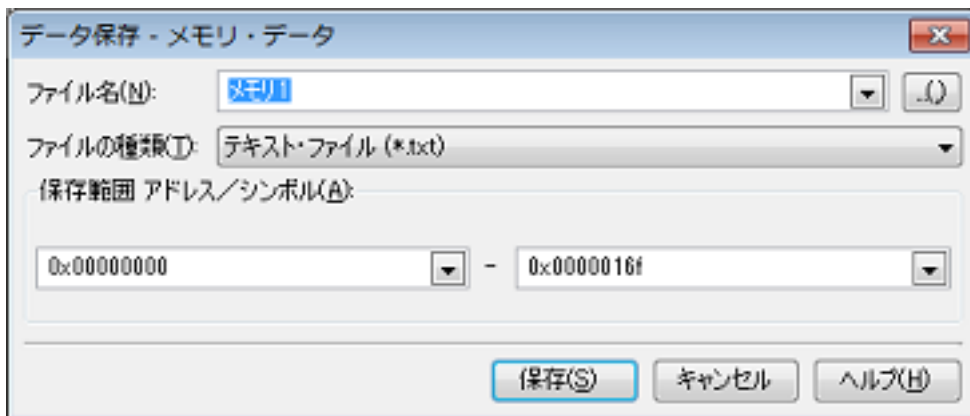 データ保存 - メモリ・データ
ファイル名(N): メモリ1 ...()
ファイルの種類(T): テキスト・ファイル (*.txt)
保存範囲 アドレス／シンボル(A):
0x00000000 - 0x0000016f
保存(S) キャンセル ヘルプ(H)